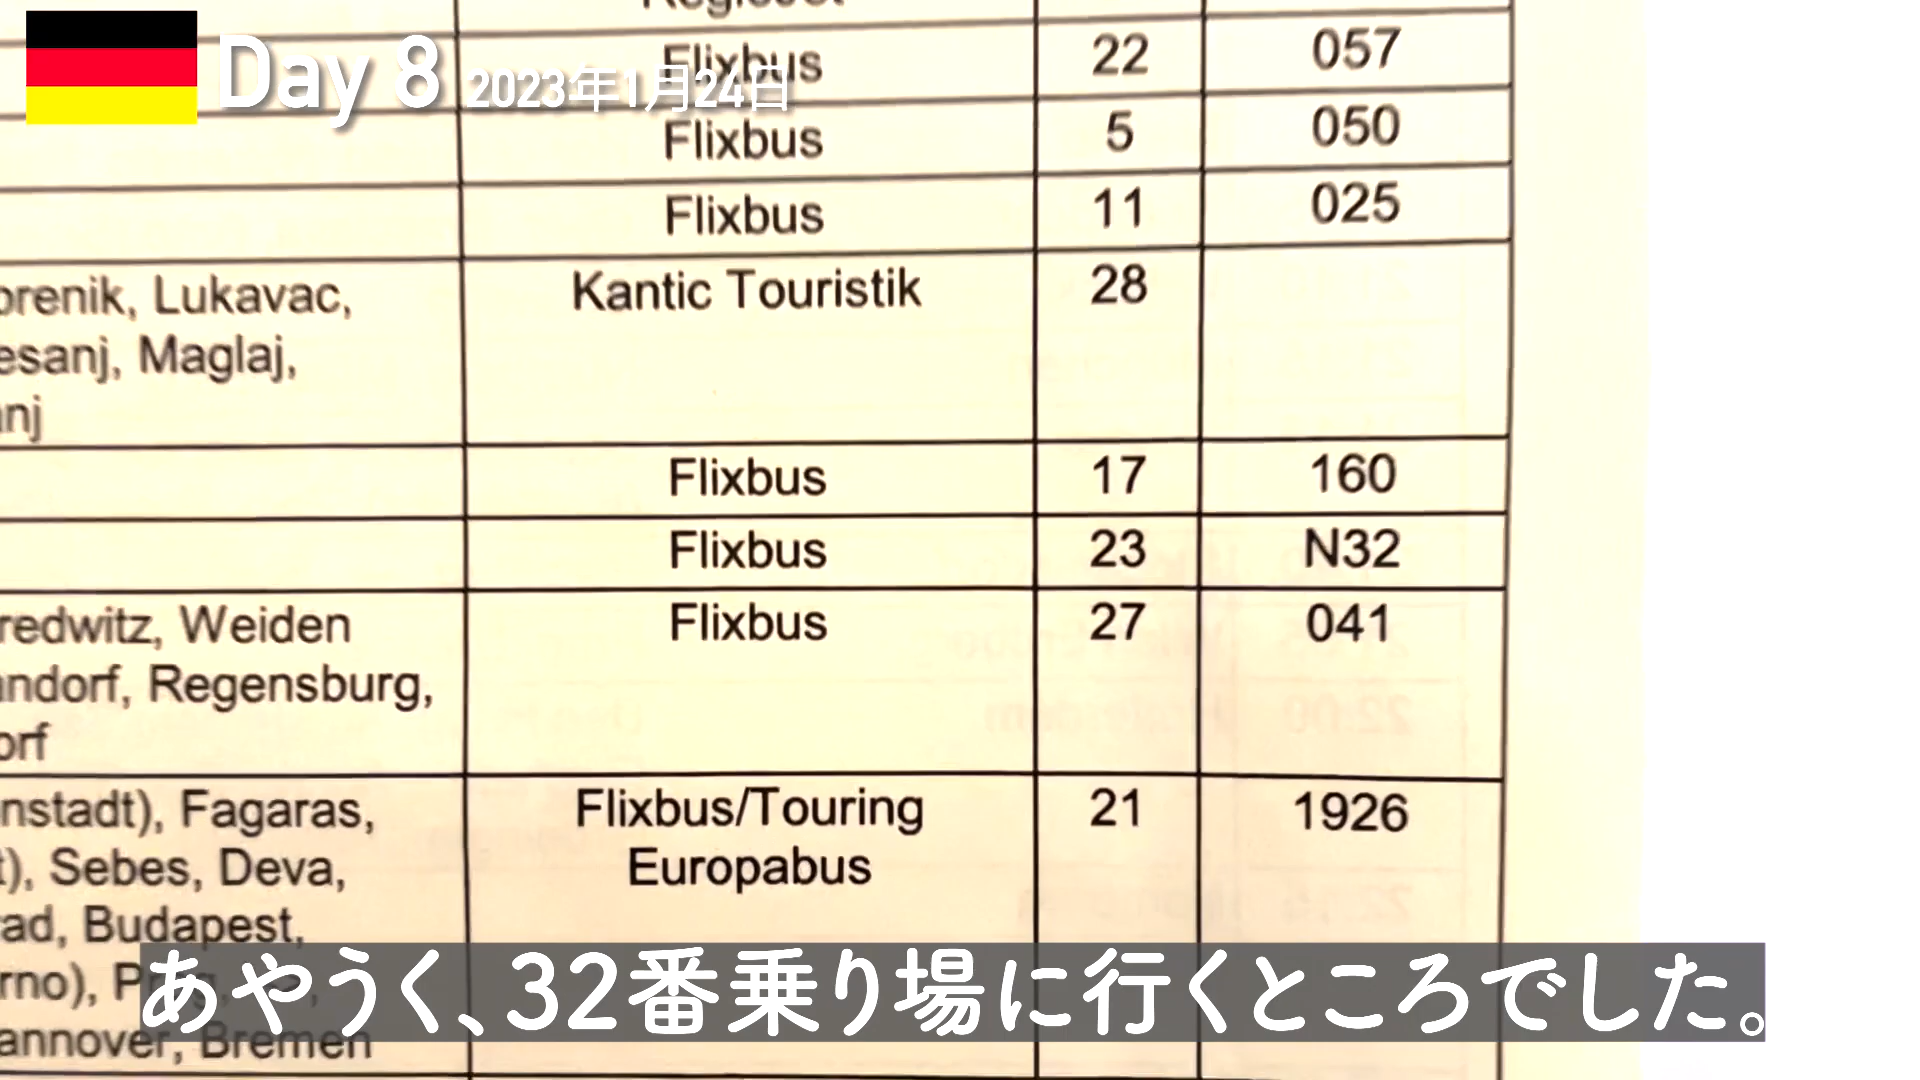 Day 8 2023年1月24日
Flixbus 22 057
Flixbus 5 050
Flixbus 11 025
orenik, Lukavac, Kantic Touristik 28
esanj, Maglaj,
anj
Flixbus 17 160
Flixbus 23 N32
redwitz, Weiden Flixbus 27 041
andorf, Regensburg,
orf
nstadt), Fagaras, Flixbus/Touring 21 1926
t), Sebes, Deva, Europabus
ad, Budapest,
rno),
annover, Bremen
あやうく、32番乗り場に行くところでした。